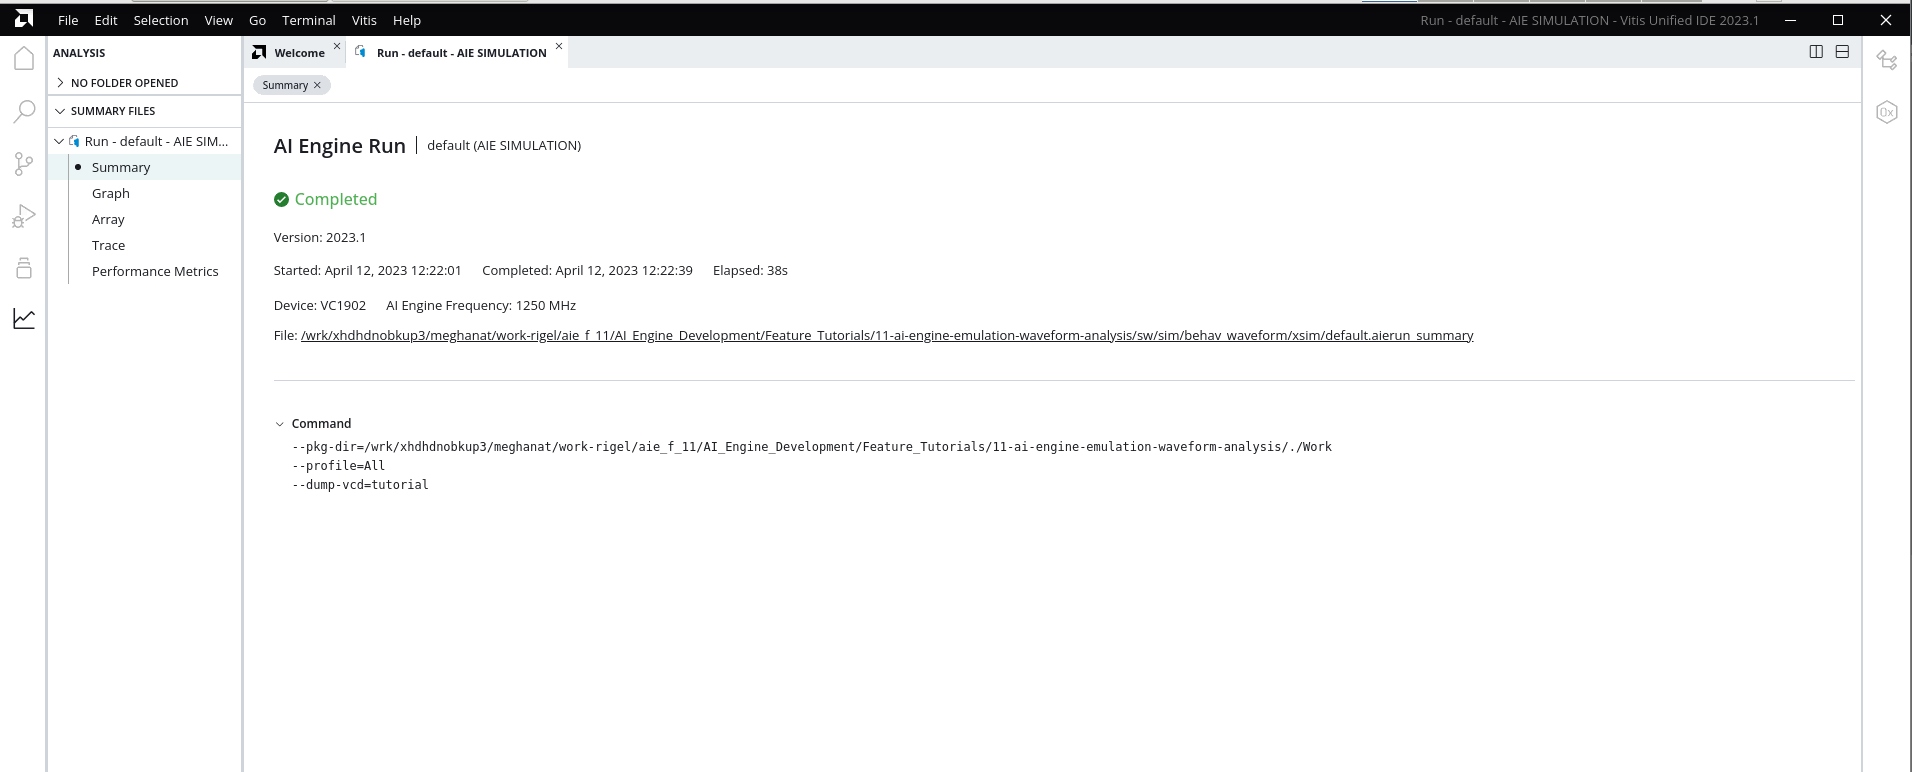 File Edit Selection View Go Terminal Vitis Help
Run - default - AIE SIMULATION - Vitis Unified IDE 2023.1
ANALYSIS
NO FOLDER OPENED
SUMMARY FILES
Run - default - AIE SIM...
Summary
Graph
Array
Trace
Performance Metrics
Welcome
Run - default - AIE SIMULATION
Summary
AI Engine Run | default (AIE SIMULATION)
Completed
Version: 2023.1
Started: April 12, 2023 12:22:01 Completed: April 12, 2023 12:22:39 Elapsed: 38s
Device: VC1902 AI Engine Frequency: 1250 MHz
File: /wrk/xhdhdnobkup3/meghanat/work-rigel/aie_f_11/AI_Engine_Development/Feature_Tutorials/11-ai-engine-emulation-waveform-analysis/sw/sim/behav_waveform/xsim/default.aierun_summary
Command
--pkg-dir=/wrk/xhdhdnobkup3/meghanat/work-rigel/aie_f_11/AI_Engine_Development/Feature_Tutorials/11-ai-engine-emulation-waveform-analysis/./Work
--profile=All
--dump-vcd=tutorial
0x